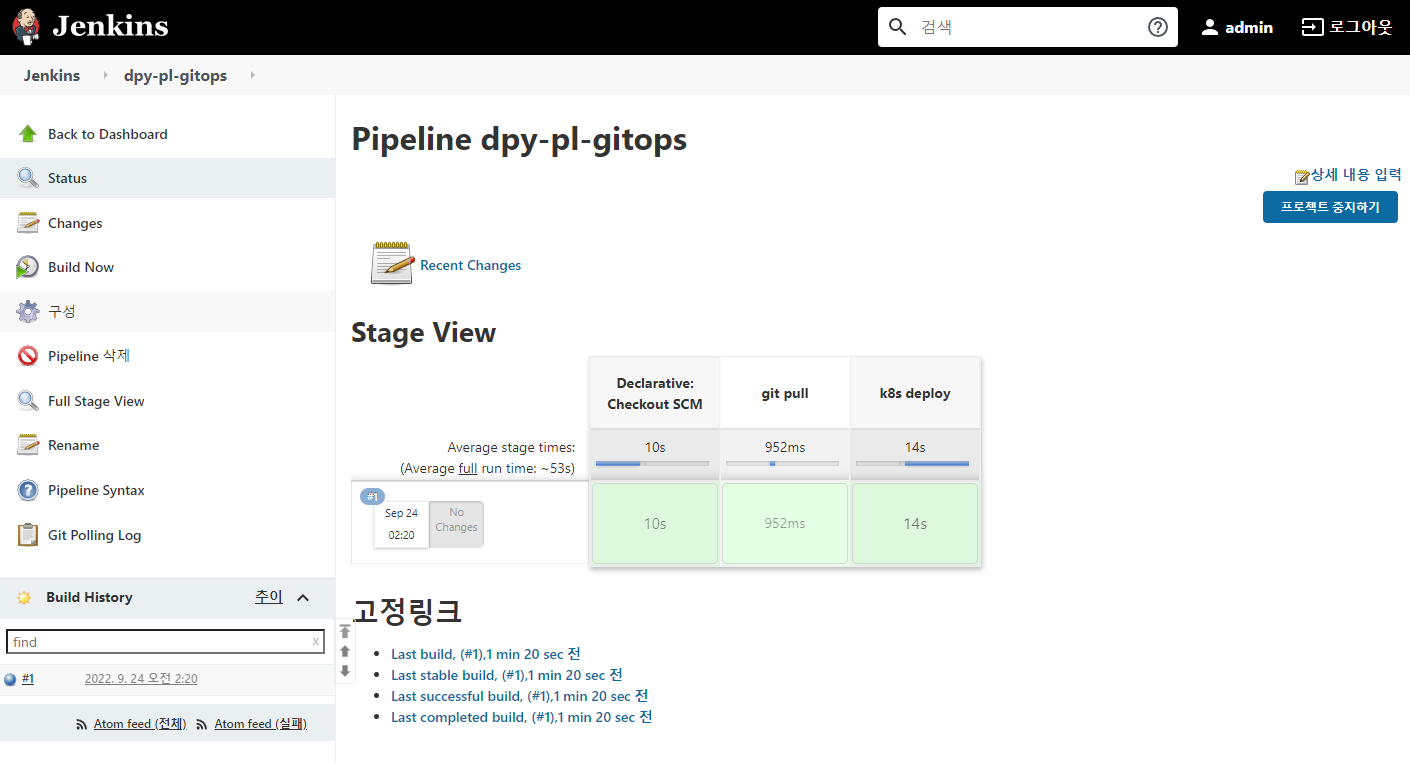 Jenkins
검색
admin
로그아웃
Jenkins
dpy-pl-gitops
Back to Dashboard
Status
Changes
Build Now
구성
Pipeline 삭제
Full Stage View
Rename
Pipeline Syntax
Git Polling Log
Build History
추이
find
x
#1
2022. 9. 24 오전 2:20
Atom feed (전체)
Atom feed (실패)
Pipeline dpy-pl-gitops
상세 내용 입력
프로젝트 중지하기
Recent Changes
Stage View
Declarative:
Checkout SCM
git pull
k8s deploy
Average stage times:
(Average full run time: ~53s)
10s
952ms
14s
#1
Sep 24
02:20
No
Changes
10s
952ms
14s
고정링크
Last build, (#1),1 min 20 sec 전
Last stable build, (#1),1 min 20 sec 전
Last successful build, (#1),1 min 20 sec 전
Last completed build, (#1),1 min 20 sec 전